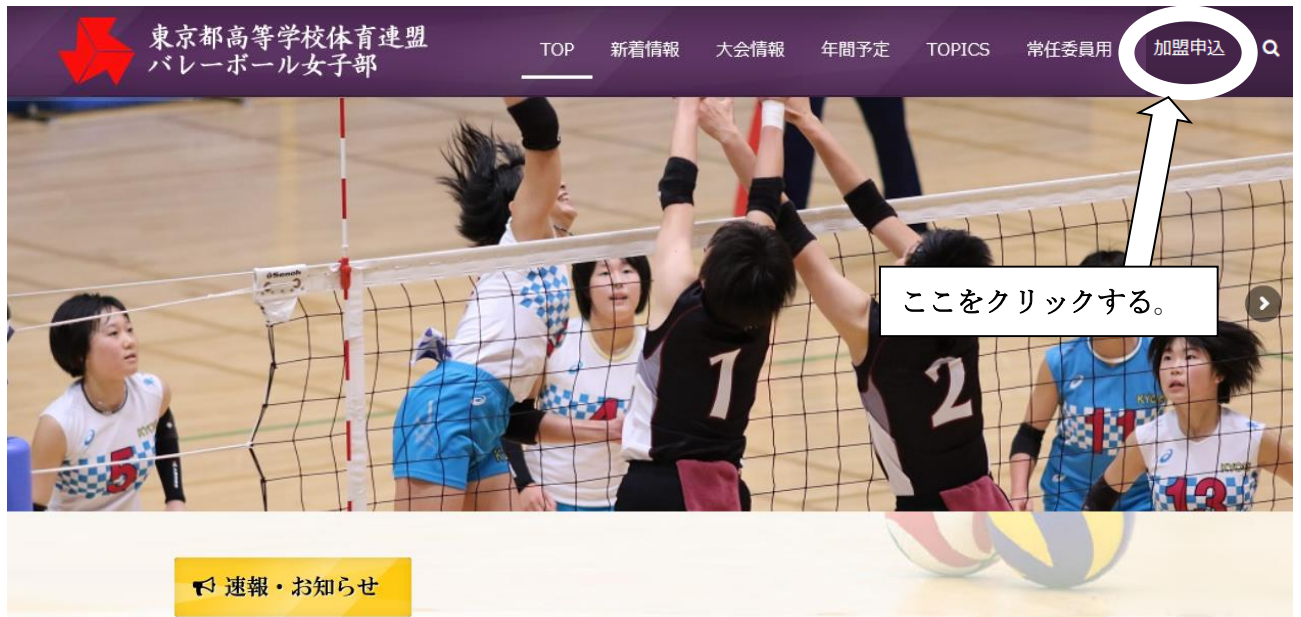 東京都高等学校体育連盟
バレーボール女子部
TOP 新着情報 大会情報 年間予定 TOPICS 常任委員用 加盟申込
Senoh
1
2
ここをクリックする。
5
4
11
13
速報・お知らせ